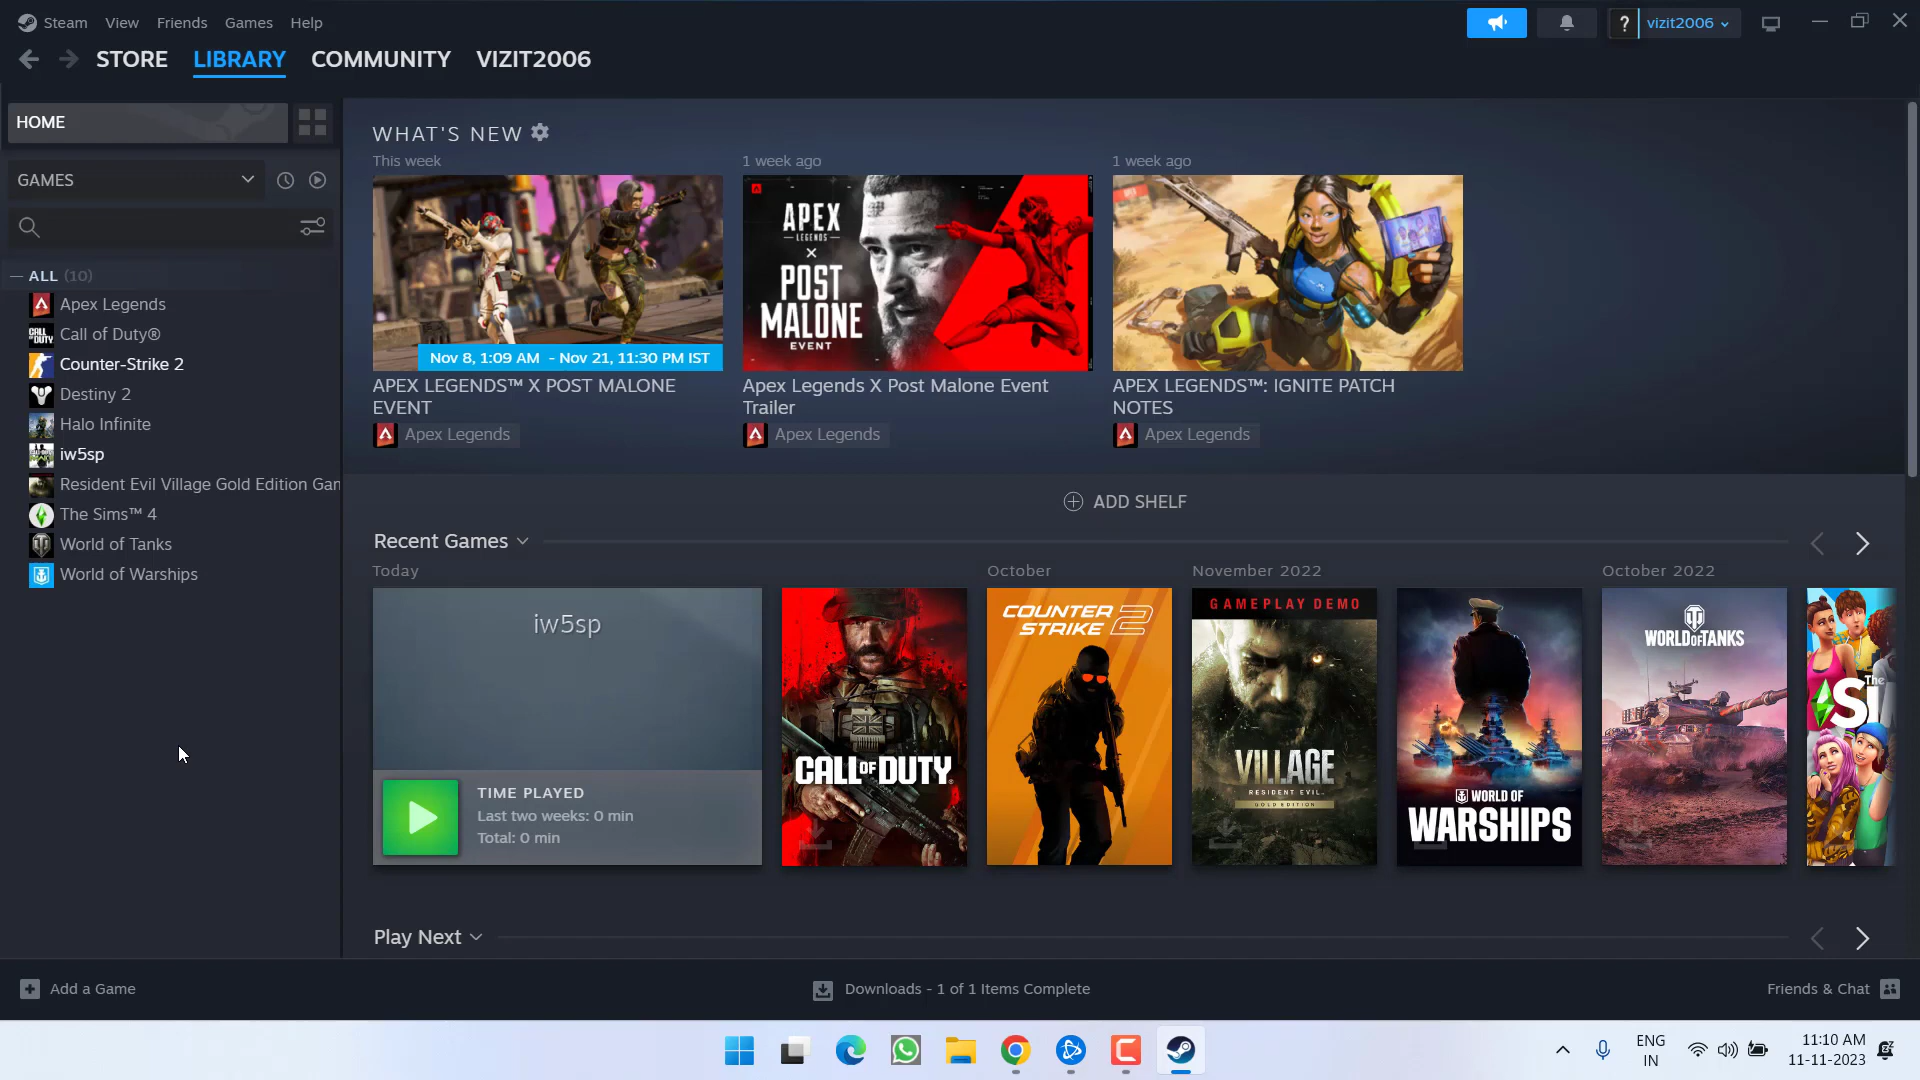 Steam View Friends Games Help
? vizit2006
STORE LIBRARY COMMUNITY VIZIT2006
HOME
GAMES
ALL (10)
Apex Legends
Call of Duty®
Counter-Strike 2
Destiny 2
Halo Infinite
iw5sp
Resident Evil Village Gold Edition Gam
The Sims™ 4
World of Tanks
World of Warships
WHAT'S NEW
This week
1 week ago
1 week ago
Nov 8, 1:09 AM - Nov 21, 11:30 PM IST
APEX
LEGENDS
X
POST
MALONE
EVENT
APEX LEGENDS™ X POST MALONE
EVENT
Apex Legends
Apex Legends X Post Malone Event
Trailer
Apex Legends
APEX LEGENDS™: IGNITE PATCH
NOTES
Apex Legends
ADD SHELF
Recent Games
Today
October
November 2022
October 2022
iw5sp
TIME PLAYED
Last two weeks: 0 min
Total: 0 min
CALL OF DUTY
COUNTER
STRIKE 2
GAMEPLAY DEMO
VILLAGE
RESIDENT EVIL
GOLD EDITION
WORLD OF
WARSHIPS
WORLD OF TANKS
The
Si
Play Next
Add a Game
Downloads - 1 of 1 Items Complete
Friends & Chat
ENG
IN
11:10 AM
11-11-2023